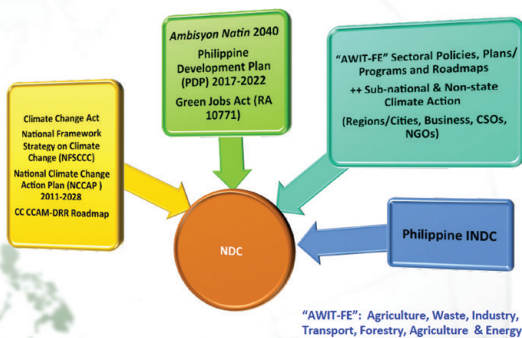 Climate Change Act
National Framework
Strategy on Climate
Change (NFSCCC)
National Climate Change
Action Plan (NCCAP )
2011-2028
CC CCAM-DRR Roadmap
Ambisyon Natin 2040
Philippine
Development Plan
(PDP) 2017-2022
Green Jobs Act (RA
10771)
“AWIT-FE” Sectoral Policies, Plans/
Programs and Roadmaps
++ Sub-national & Non-state
Climate Action
(Regions/Cities, Business, CSOs,
NGOs)
NDC
Philippine INDC
“AWIT-FE”: Agriculture, Waste, Industry,
Transport, Forestry, Agriculture & Energy